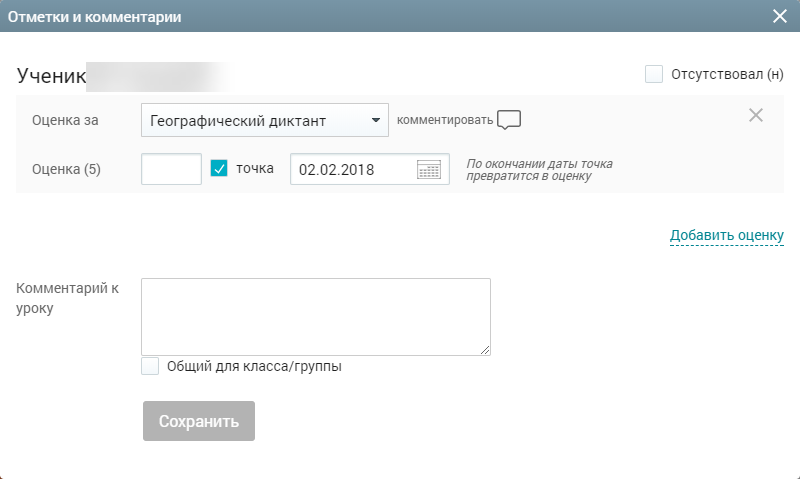 Отметки и комментарии
Ученик
Отсутствовал (н)
Оценка за Географический диктант комментировать
Оценка (5) точка 02.02.2018 По окончании даты точка
превратится в оценку
Добавить оценку
Комментарий к
уроку
Общий для класса/группы
Сохранить